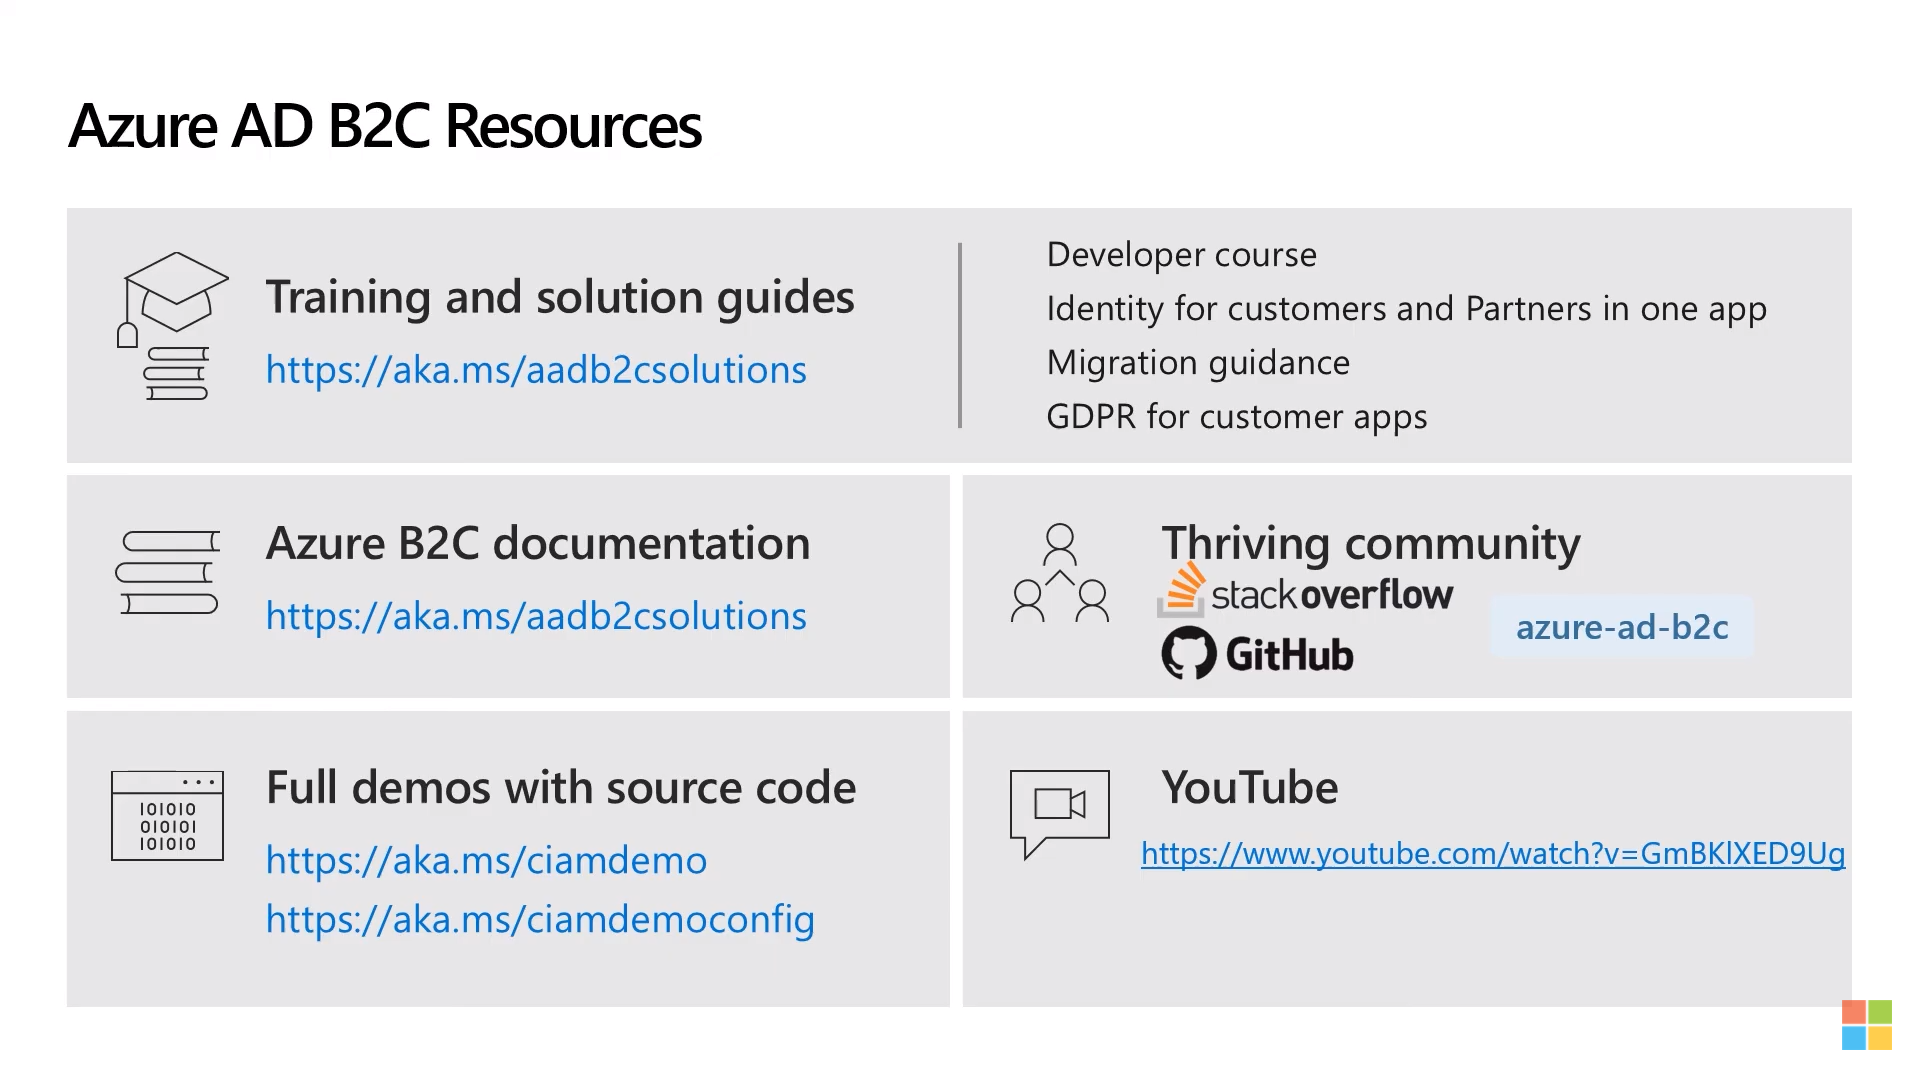 Azure AD B2C Resources
Training and solution guides
https://aka.ms/aadb2csolutions
Developer course
Identity for customers and Partners in one app
Migration guidance
GDPR for customer apps
Azure B2C documentation
https://aka.ms/aadb2csolutions
Thriving community
stackoverflow
GitHub
azure-ad-b2c
101010
010101
101010
Full demos with source code
https://aka.ms/ciamdemo
https://aka.ms/ciamdemoconfig
YouTube
https://www.youtube.com/watch?v=GmBKlXED9Ug